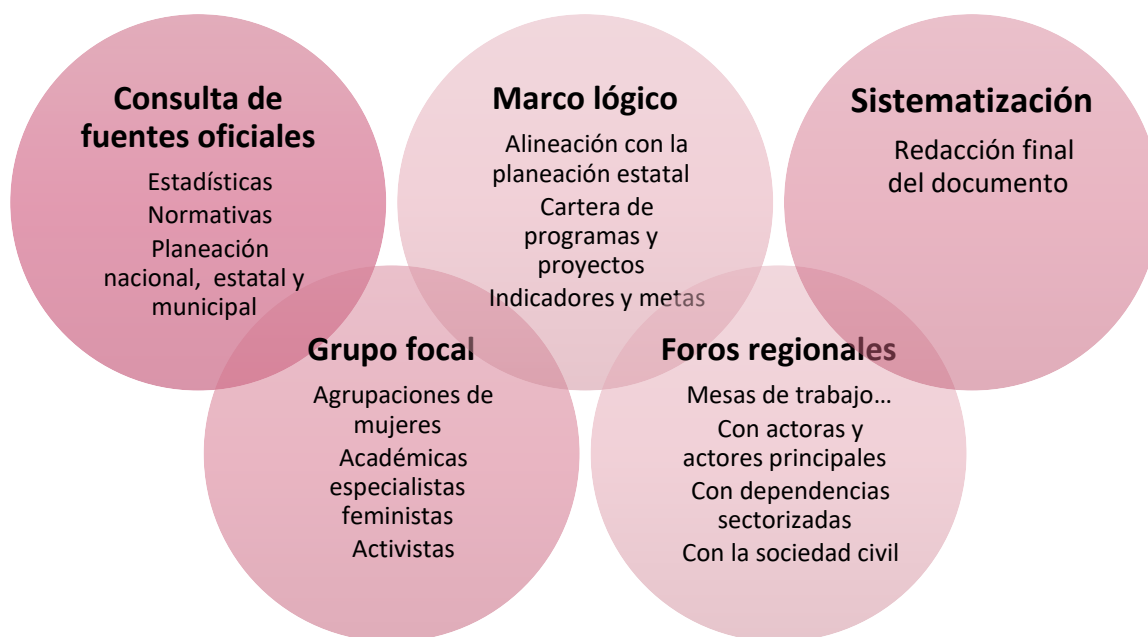 Consulta de
fuentes oficiales
Estadísticas
Normativas
Planeación
nacional, estatal y
municipal
Grupo focal
Agrupaciones de
mujeres
Académicas
especialistas
feministas
Activistas
Marco lógico
Alineación con la
planeación estatal
Cartera de
programas y
proyectos
Indicadores y metas
Foros regionales
Mesas de trabajo…
Con actoras y
actores principales
Con dependencias
sectorizadas
Con la sociedad civil
Sistematización
Redacción final
del documento